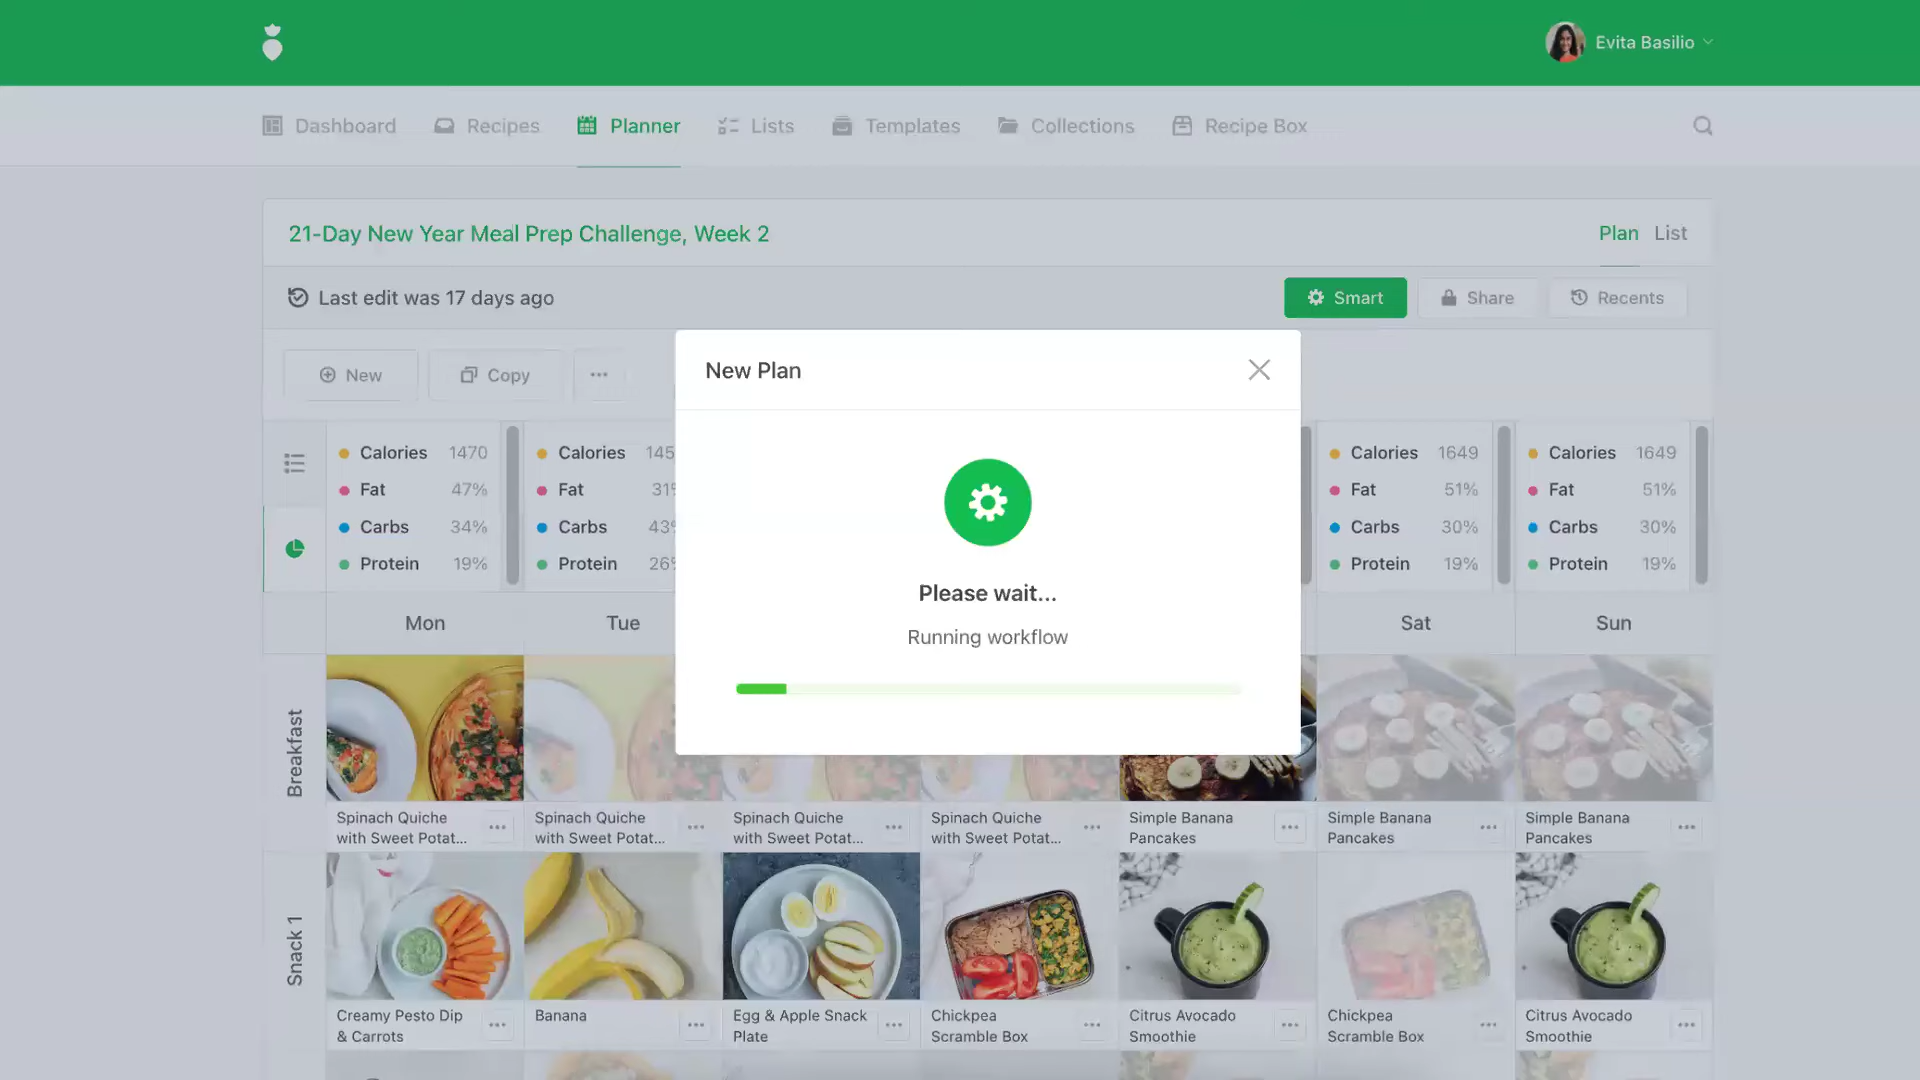 Evita Basilio
Dashboard
Recipes
Planner
Lists
Templates
Collections
Recipe Box
21-Day New Year Meal Prep Challenge, Week 2
Plan
List
Last edit was 17 days ago
Smart
Share
Recents
New
Copy
New Plan
Please wait...
Running workflow
Calories 1470
Fat 47%
Carbs 34%
Protein 19%
Calories
Fat
Carbs
Protein
Calories 1649
Fat 51%
Carbs 30%
Protein 19%
Calories 1649
Fat 51%
Carbs 30%
Protein 19%
Mon
Tue
Sat
Sun
Breakfast
Spinach Quiche
with Sweet Potat...
Spinach Quiche
with Sweet Potat...
Spinach Quiche
with Sweet Potat...
Spinach Quiche
with Sweet Potat...
Simple Banana
Pancakes
Simple Banana
Pancakes
Simple Banana
Pancakes
Snack 1
Creamy Pesto Dip
& Carrots
Banana
Egg & Apple Snack
Plate
Chickpea
Scramble Box
Citrus Avocado
Smoothie
Chickpea
Scramble Box
Citrus Avocado
Smoothie